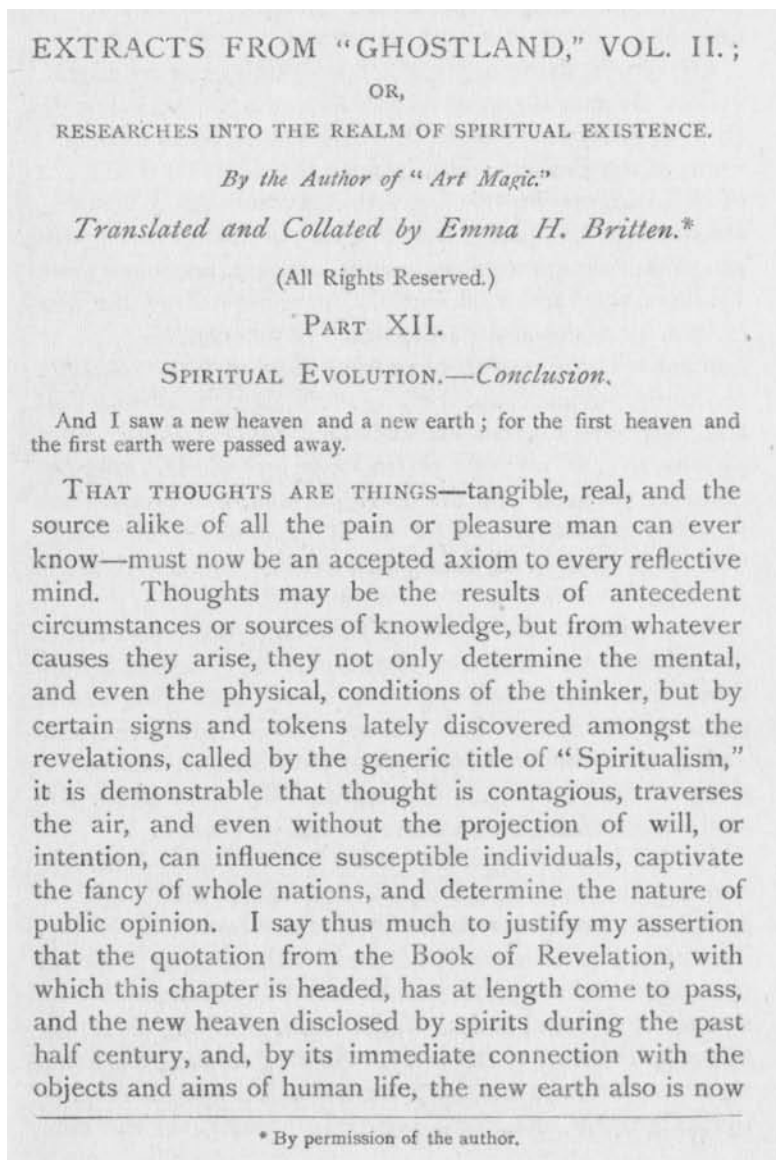 EXTRACTS FROM “GHOSTLAND,” VOL. II.;
OR,
RESEARCHES INTO THE REALM OF SPIRITUAL EXISTENCE.
By the Author of “Art Magic.”
Translated and Collated by Emma H. Britten.*
(All Rights Reserved.)
PART XII.
SPIRITUAL EVOLUTION.—Conclusion.
And I saw a new heaven and a new earth; for the first heaven and
the first earth were passed away.
THAT THOUGHTS ARE THINGS—tangible, real, and the
source alike of all the pain or pleasure man can ever
know—must now be an accepted axiom to every reflective
mind. Thoughts may be the results of antecedent
circumstances or sources of knowledge, but from whatever
causes they arise, they not only determine the mental,
and even the physical, conditions of the thinker, but by
certain signs and tokens lately discovered amongst the
revelations, called by the generic title of “Spiritualism,”
it is demonstrable that thought is contagious, traverses
the air, and even without the projection of will, or
intention, can influence susceptible individuals, captivate
the fancy of whole nations, and determine the nature of
public opinion. I say thus much to justify my assertion
that the quotation from the Book of Revelation, with
which this chapter is headed, has at length come to pass,
and the new heaven disclosed by spirits during the past
half century, and, by its immediate connection with the
objects and aims of human life, the new earth also is now
* By permission of the author.